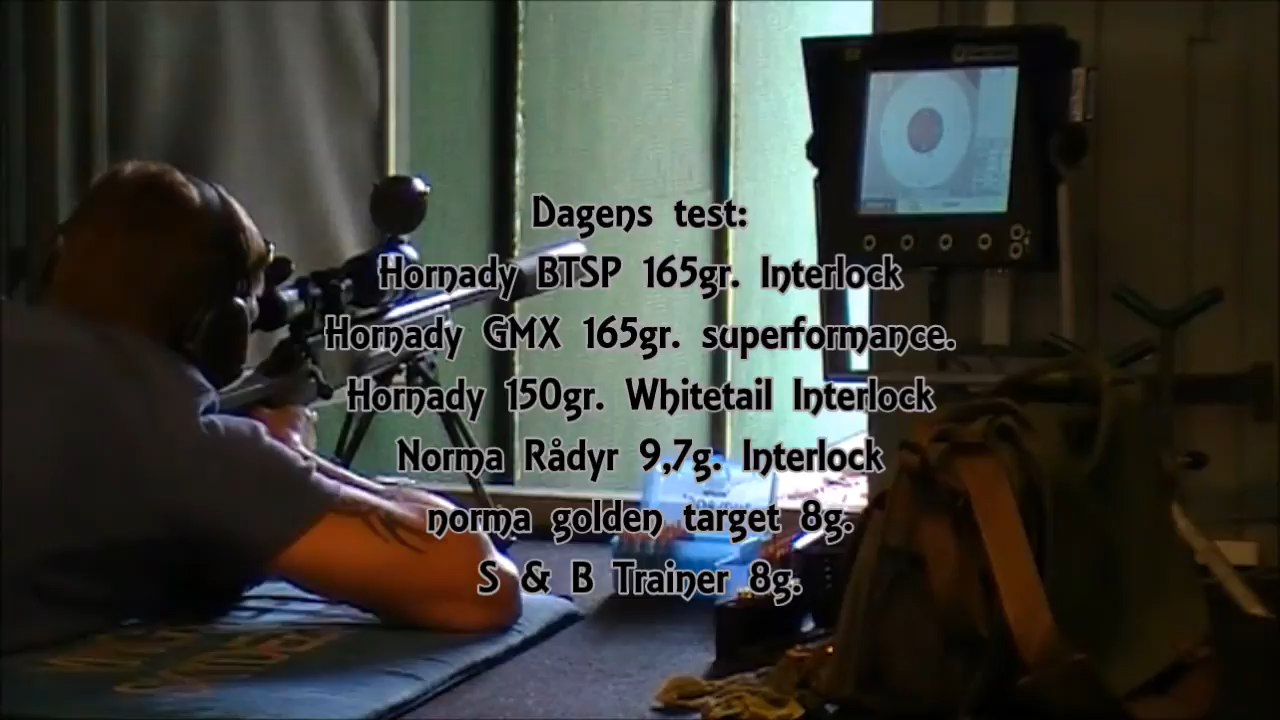 Dagens test:
Hornady BTSP 165gr. Interlock
Hornady GMX 165gr. superformance.
Hornady 150gr. Whitetail Interlock
Norma Rådyr 9,7g. Interlock
norma golden target 8g.
S & B Trainer 8g.